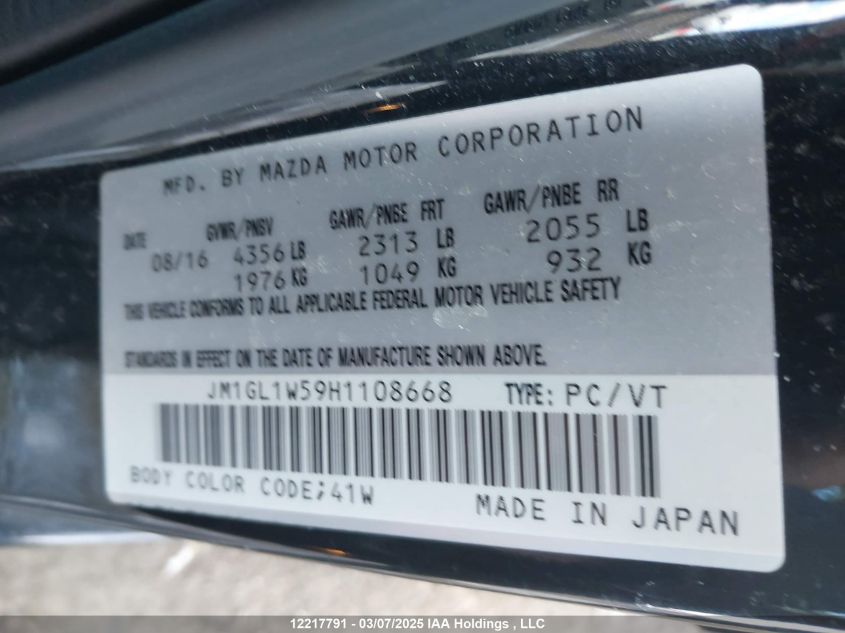 MFD. BY MAZDA MOTOR CORPORATION
DATE GVWR/PNBV GAWR/PNBE FRT GAWR/PNBE RR
08/16 4356 LB 2313 LB 2055 LB
1976 KG 1049 KG 932 KG
THIS VEHICLE CONFORMS TO ALL APPLICABLE FEDERAL MOTOR VEHICLE SAFETY
STANDARDS IN EFFECT ON THE DATE OF MANUFACTURE SHOWN ABOVE.
JM1GL1W59H1108668 TYPE: PC/VT
BODY COLOR CODE;41W MADE IN JAPAN
12217791 - 03/07/2025 IAA Holdings , LLC